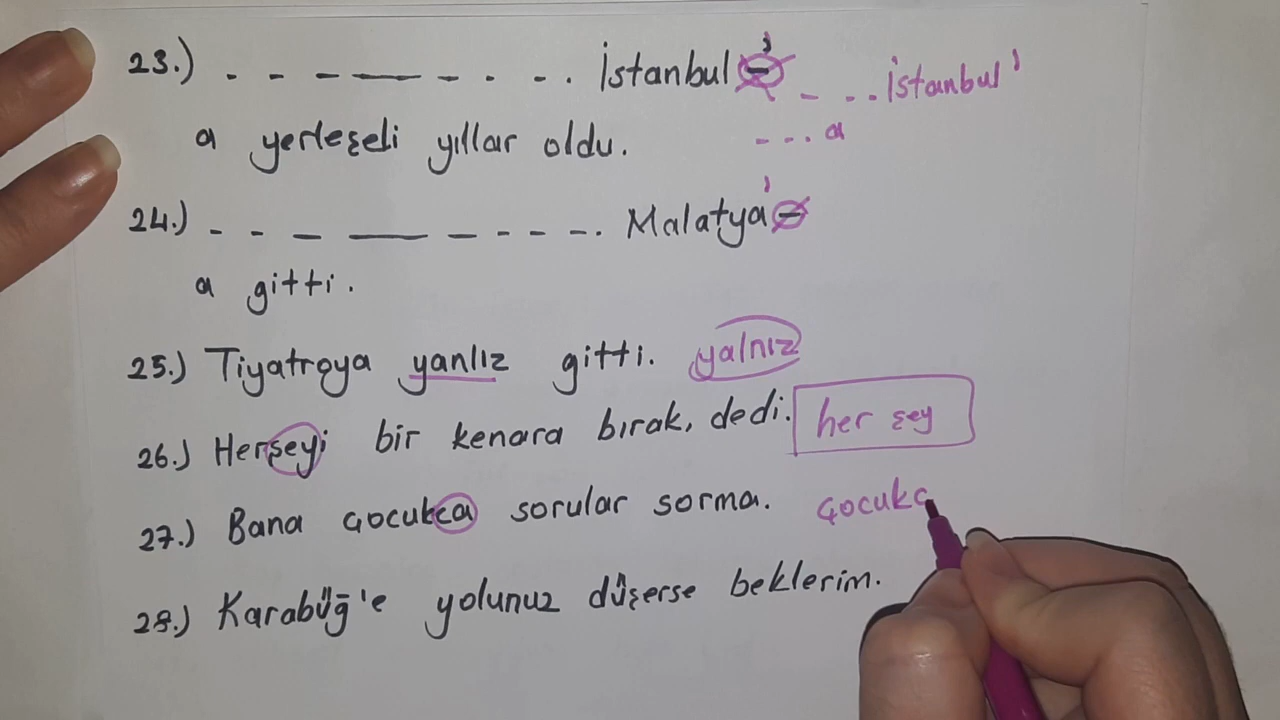 23.) . - - — - . - . İstanbul -' - . . İstanbul'
a yerleşeli yıllar oldu. - . . a
24.) . - - — - - - - . Malatya' -
a gitti.
25.) Tiyatroya yanlız gitti. yalnız
26.) Herşeyi bir kenara bırak, dedi. her şey
27.) Bana çocukca sorular sorma. çocukç
28.) Karabüğ'e yolunuz düşerse beklerim.